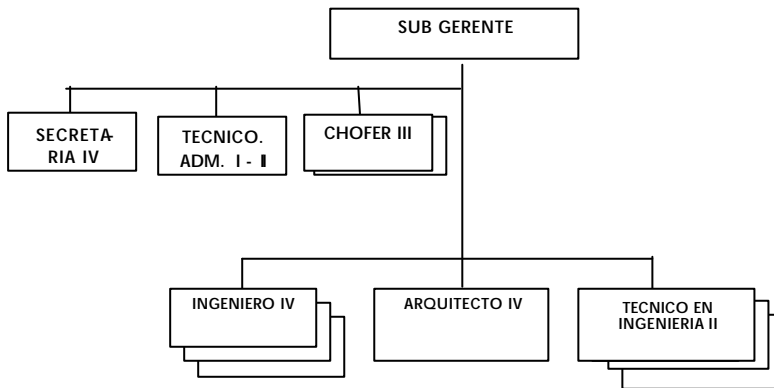 SUB GERENTE
SECRETA-
RIA IV
TECNICO.
ADM. I - II
CHOFER III
INGENIERO IV
ARQUITECTO IV
TECNICO EN
INGENIERIA II